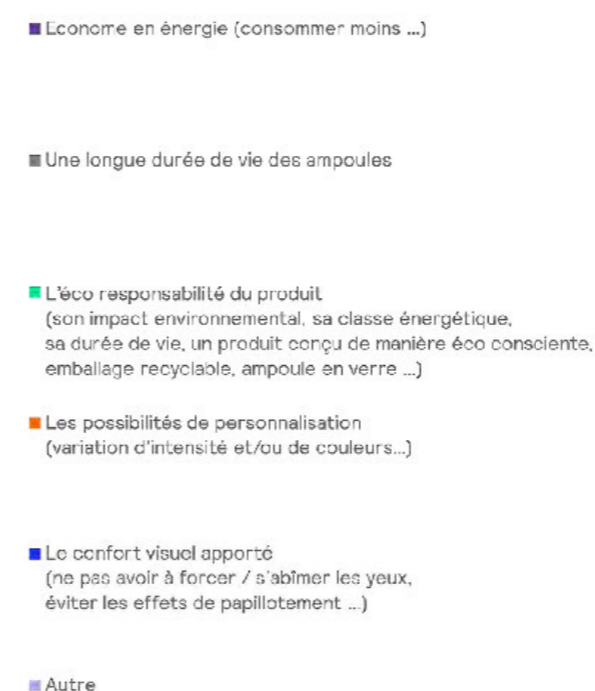 Econome en énergie (consommer moins ...)
Une longue durée de vie des ampoules
L'éco responsabilité du produit
(son impact environnemental, sa classe énergétique,
sa durée de vie, un produit conçu de manière éco consciente,
emballage recyclable, ampoule en verre ...)
Les possibilités de personnalisation
(variation d'intensité et/ou de couleurs...)
Le confort visuel apporté
(ne pas avoir à forcer / s'abîmer les yeux,
éviter les effets de papillotement ...)
Autre